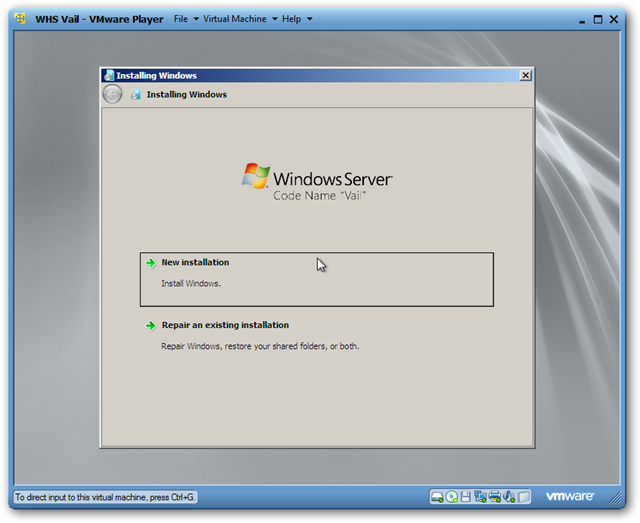 WHS Vail - VMware Player File Virtual Machine Help
Installing Windows
Installing Windows
Windows Server
Code Name "Vail"
New installation
Install Windows.
Repair an existing installation
Repair Windows, restore your shared folders, or both.
To direct input to this virtual machine, press Ctrl+G.
vmware